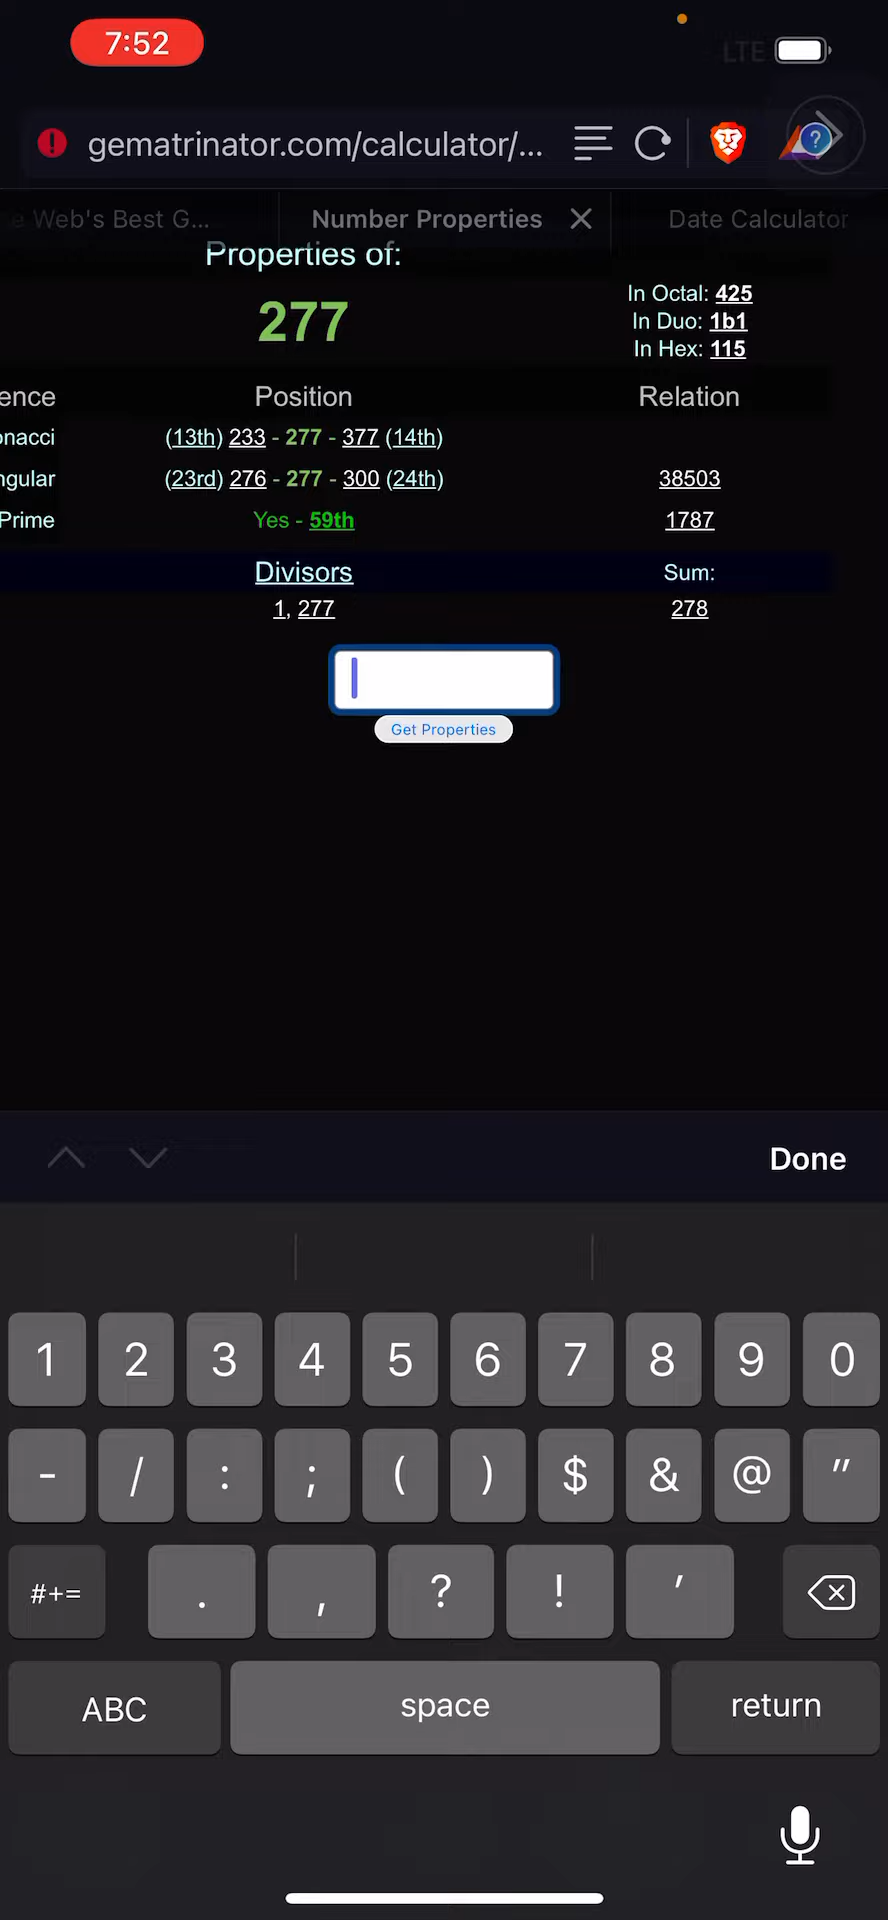 7:52
LTE
gematrinator.com/calculator/...
e Web's Best G...
Number Properties
Date Calculator
Properties of:
277
In Octal: 425
In Duo: 1b1
In Hex: 115
ence Position Relation
onacci (13th) 233 - 277 - 377 (14th)
ngular (23rd) 276 - 277 - 300 (24th) 38503
Prime Yes - 59th 1787
Divisors Sum:
1, 277 278
Get Properties
Done
1 2 3 4 5 6 7 8 9 0
- / : ; ( ) $ & @ "
#+= . , ? ! '
ABC space return